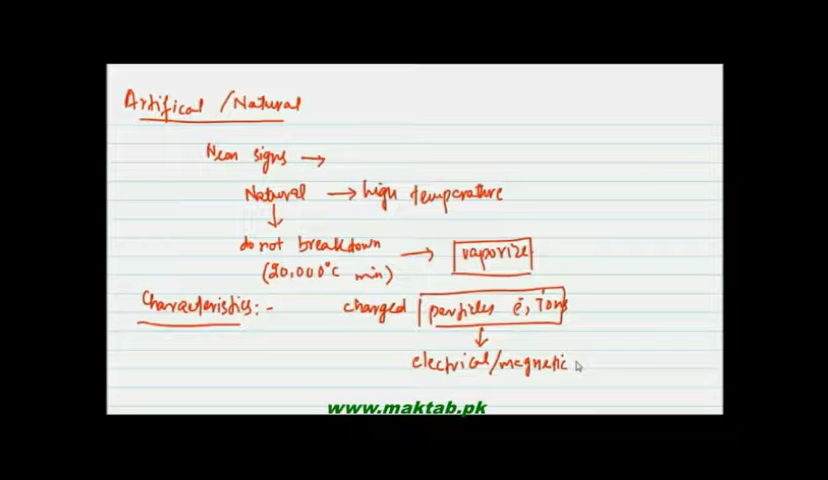 Artifical / Natural
Neon signs →
Natural → high temperature
↓
do not breakdown → vaporize
(20,000°C min)
Characteristics:- charged particles ē, Ions
↓
electrical/magnetic
www.maktab.pk